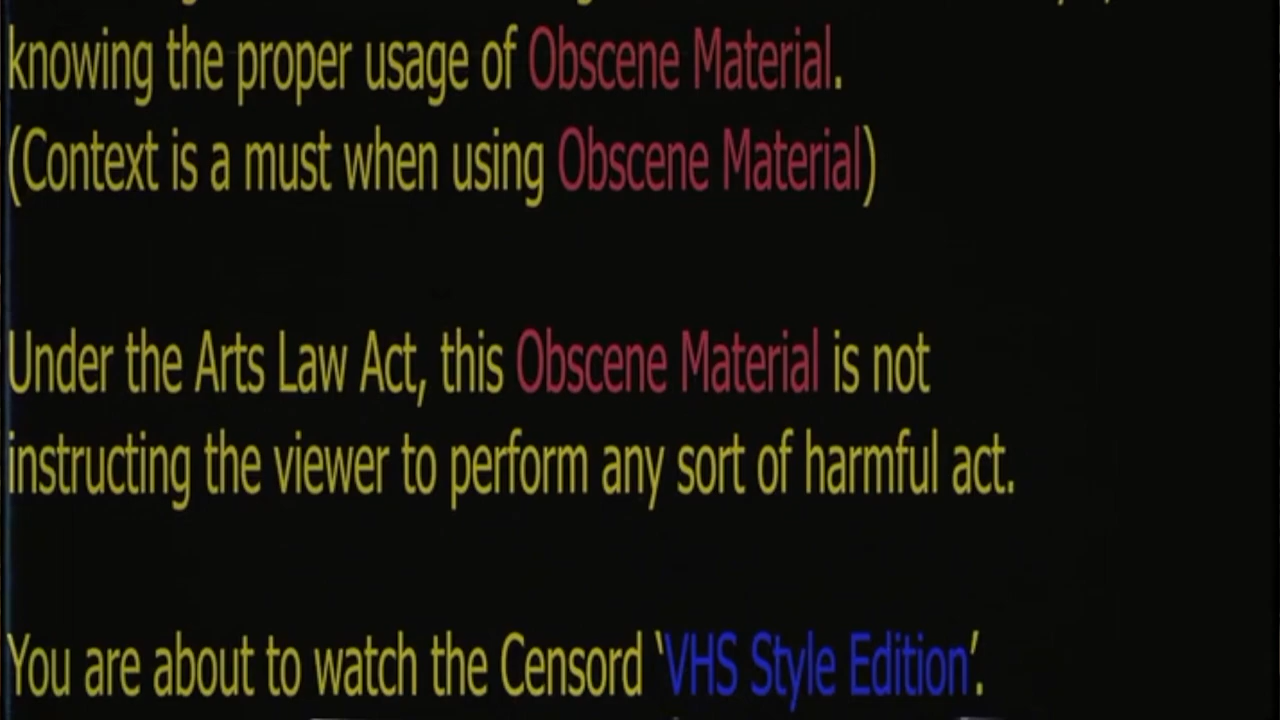 knowing the proper usage of Obscene Material.
(Context is a must when using Obscene Material)
Under the Arts Law Act, this Obscene Material is not
instructing the viewer to perform any sort of harmful act.
You are about to watch the Censord ‘VHS Style Edition’.